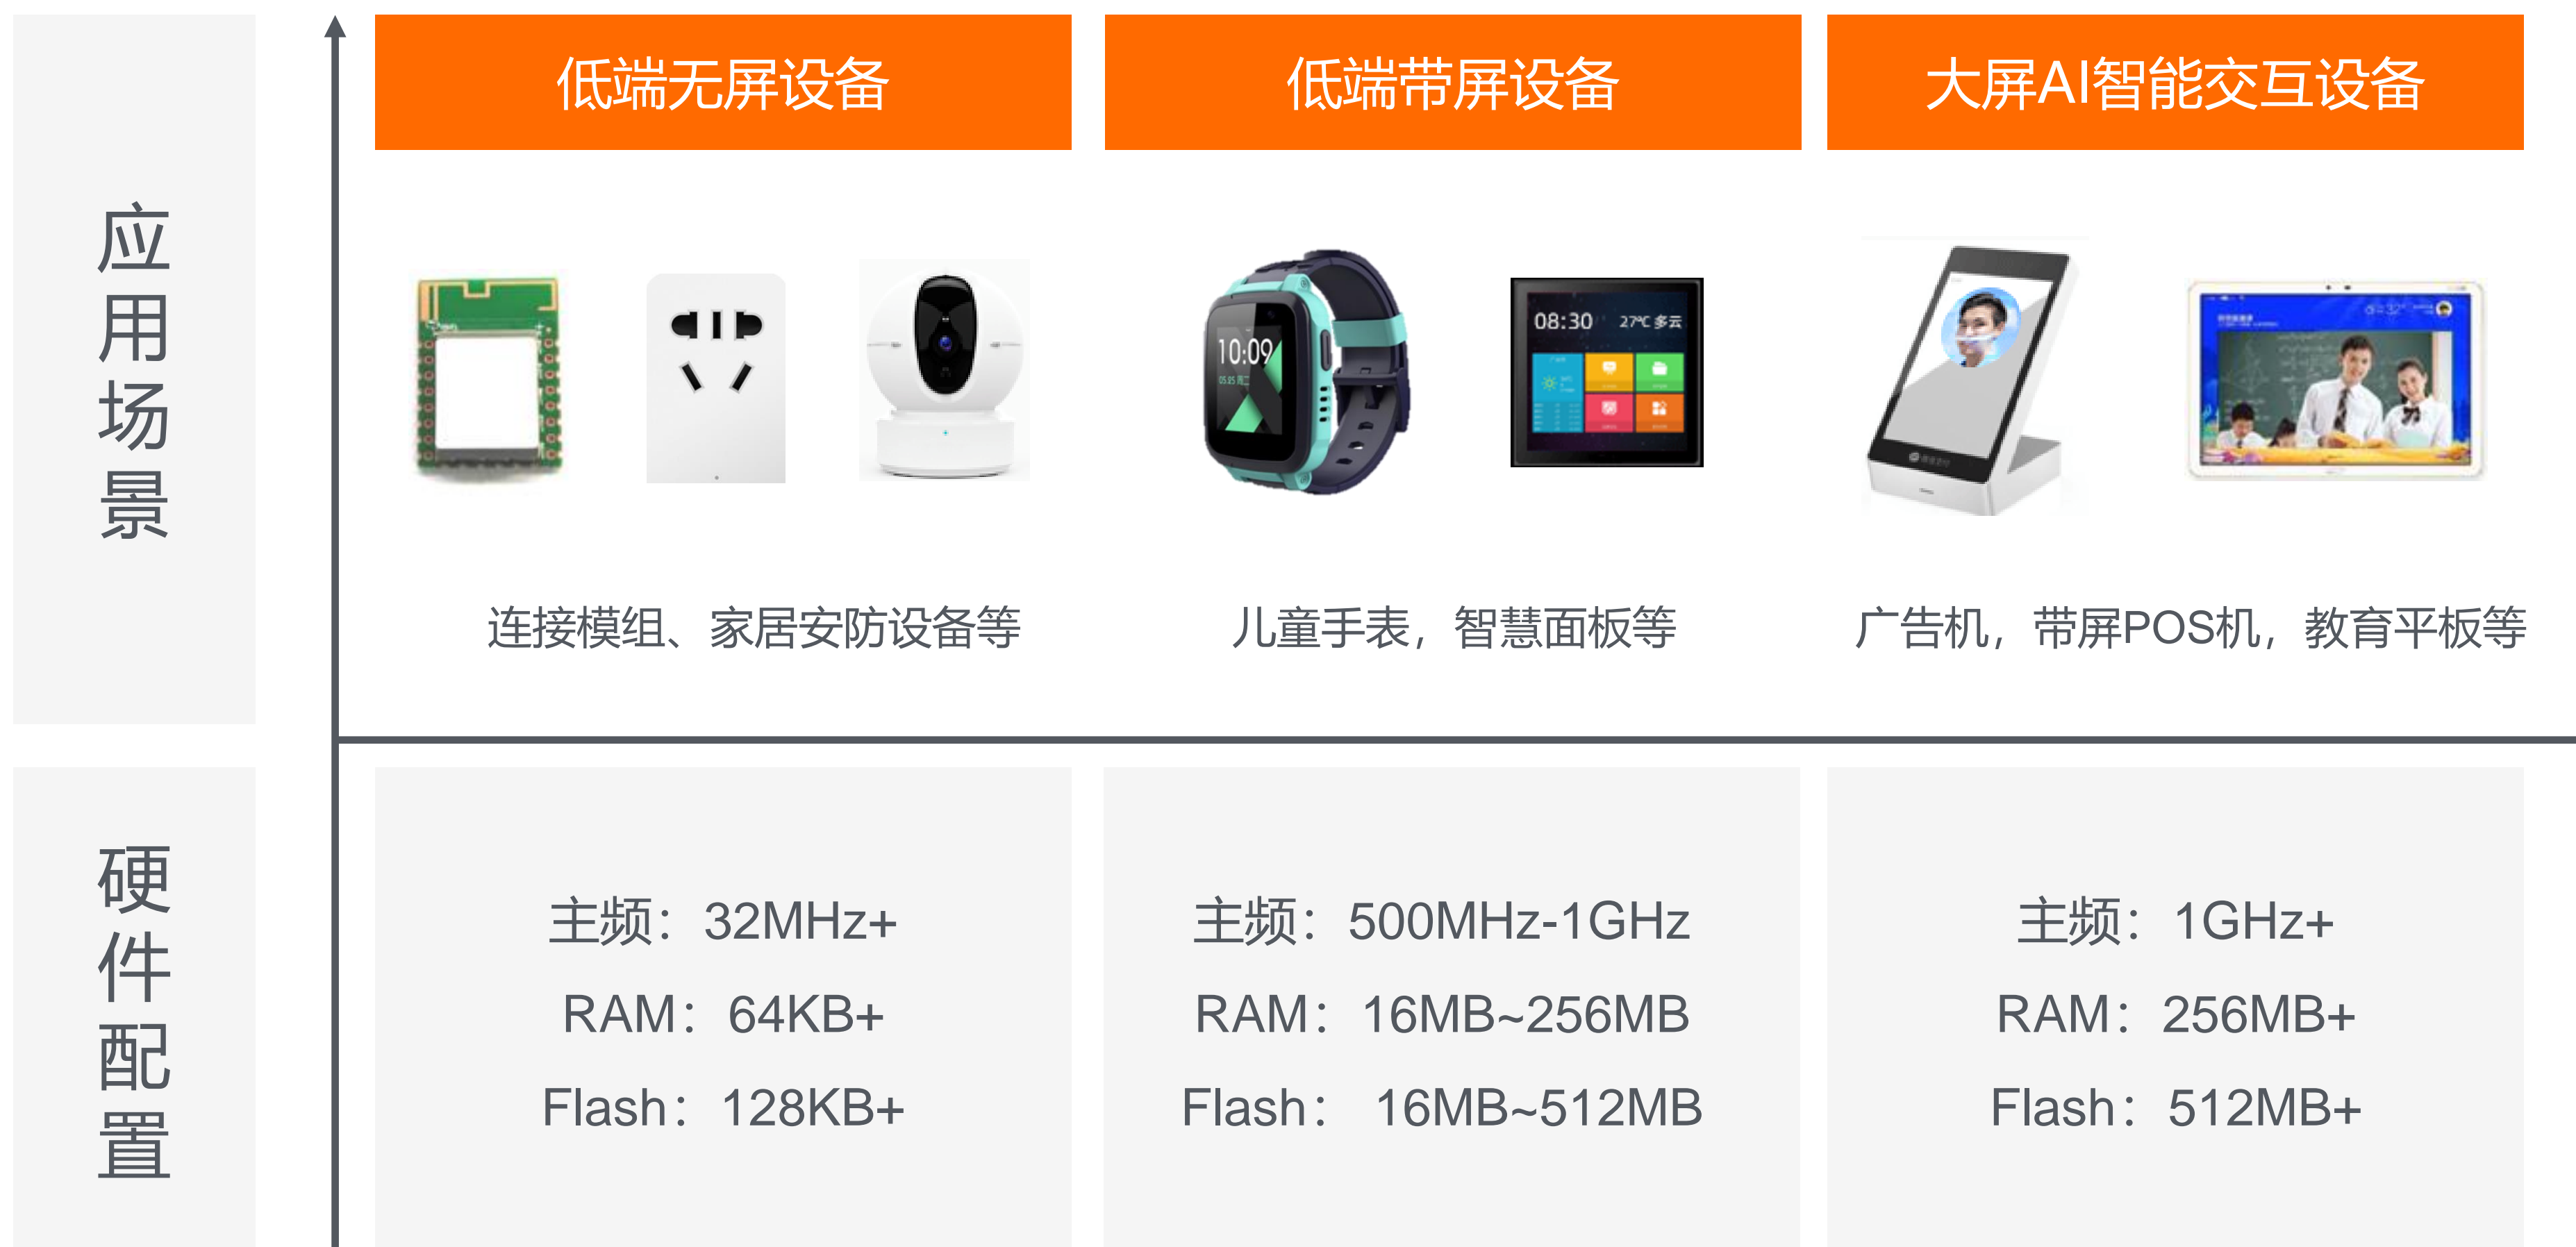 应用场景
低端无屏设备
低端带屏设备
大屏AI智能交互设备
10:09
08:30 27℃ 多云
连接模组、家居安防设备等
儿童手表，智慧面板等
广告机，带屏POS机，教育平板等
硬件配置
主频：32MHz+
RAM：64KB+
Flash：128KB+
主频：500MHz-1GHz
RAM：16MB~256MB
Flash： 16MB~512MB
主频：1GHz+
RAM：256MB+
Flash：512MB+